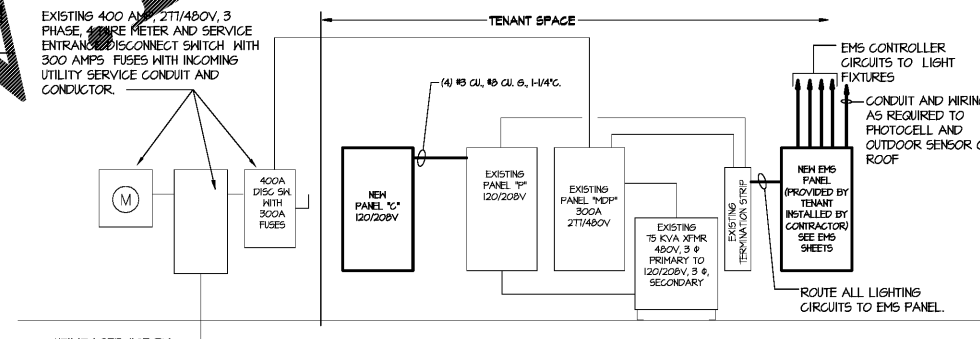 EXISTING 400 AMP, 277/480V, 3
PHASE, 4 WIRE METER AND SERVICE
ENTRANCE DISCONNECT SWITCH WITH
300 AMPS FUSES WITH INCOMING
UTILITY SERVICE CONDUIT AND
CONDUCTOR.
TENANT SPACE
(4) #3 CU., #8 CU. G., 1-1/4"C.
EMS CONTROLLER
CIRCUITS TO LIGHT
FIXTURES
CONDUIT AND WIRING
AS REQUIRED TO
PHOTOCELL AND
OUTDOOR SENSOR
ROOF
M
400A
DISC SW.
WITH
300A
FUSES
NEW
PANEL "C"
120/208V
EXISTING
PANEL "P"
120/208V
EXISTING
PANEL "MDP"
300A
277/480V
EXISTING
75 KVA XFMR
480V, 3 ϕ
PRIMARY TO
120/208V, 3 ϕ,
SECONDARY
EXISTING
TERMINATION STRIP
NEW EMS
PANEL
(PROVIDED BY
TENANT
INSTALLED BY
CONTRACTOR)
SEE EMS
SHEETS
ROUTE ALL LIGHTING
CIRCUITS TO EMS PANEL.